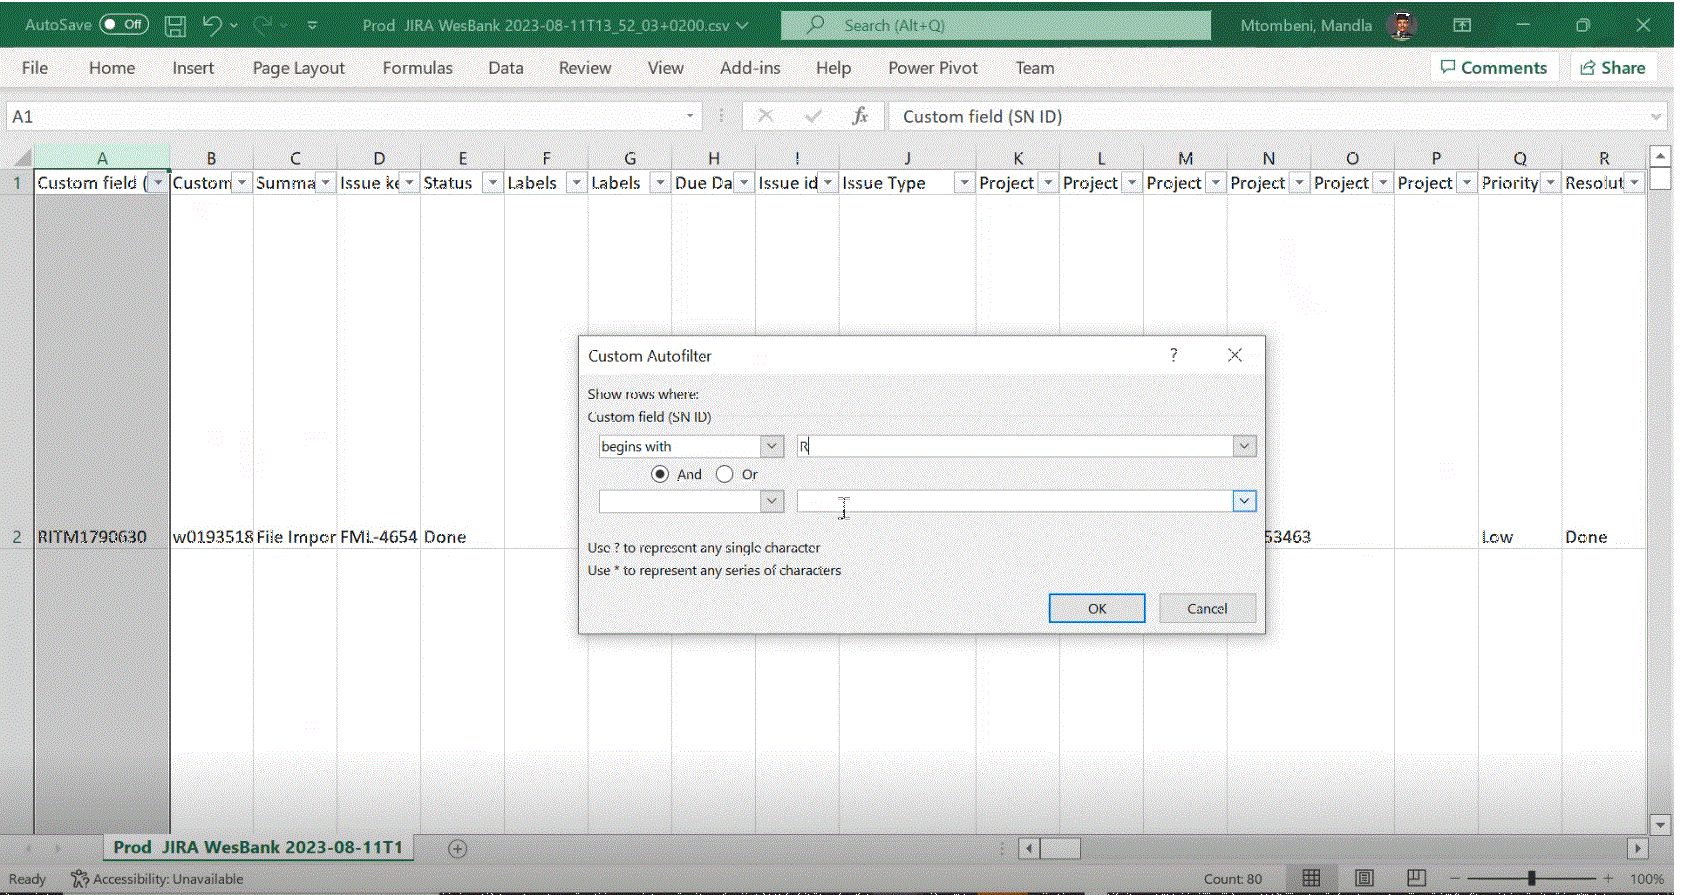 AutoSave Off Prod JIRA WesBank 2023-08-11T13_52_03+0200.csv Search (Alt+Q) Mtombeni, Mandla
File Home Insert Page Layout Formulas Data Review View Add-ins Help Power Pivot Team Comments Share
A1 fx Custom field (SN ID)
A B C D E F G H I J K L M N O P Q R
1 Custom field ( Custom Summa Issue ke Status Labels Labels Due Da Issue id Issue Type Project Project Project Project Project Project Priority Resolut
Custom Autofilter ?
Show rows where:
Custom field (SN ID)
begins with R
And Or
2 RITM1790630 w0193518 File Impor FML-4654 Done 53463 Low Done
Use ? to represent any single character
Use * to represent any series of characters
OK Cancel
Prod JIRA WesBank 2023-08-11T1
Ready Accessibility: Unavailable Count: 80 100%